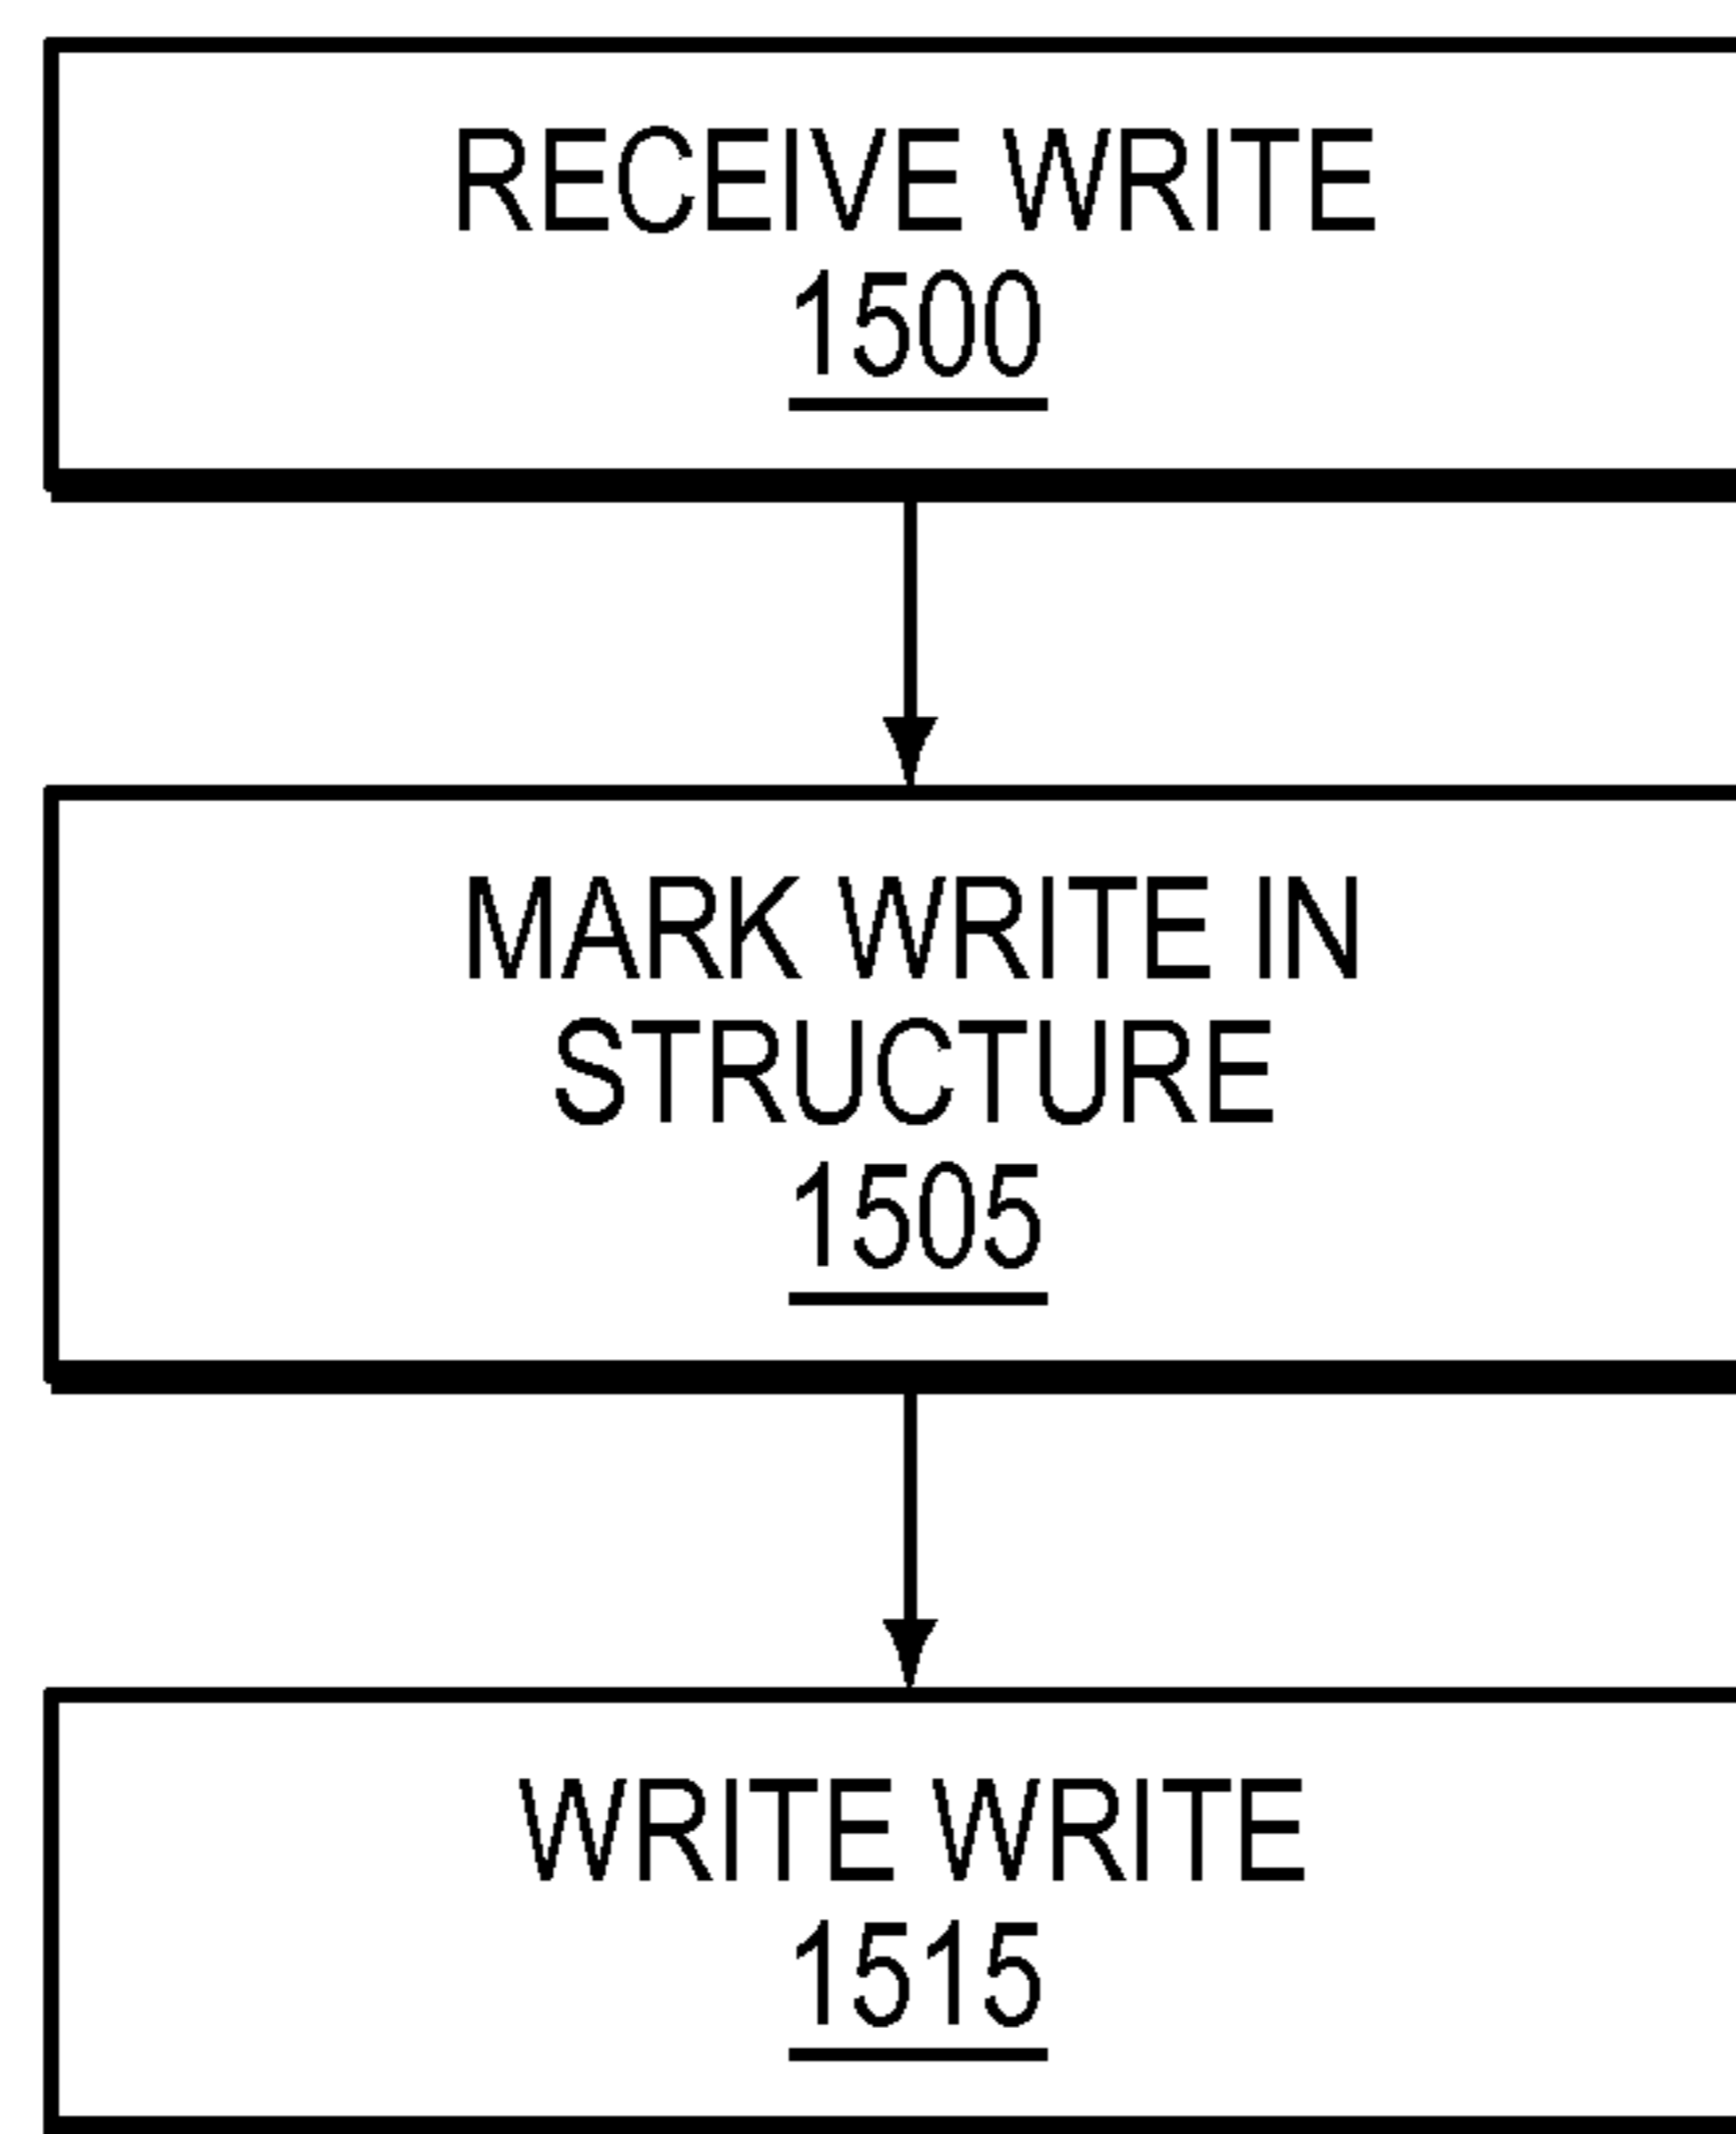 RECEIVE WRITE
1500
MARK WRITE IN
STRUCTURE
1505
WRITE WRITE
1515